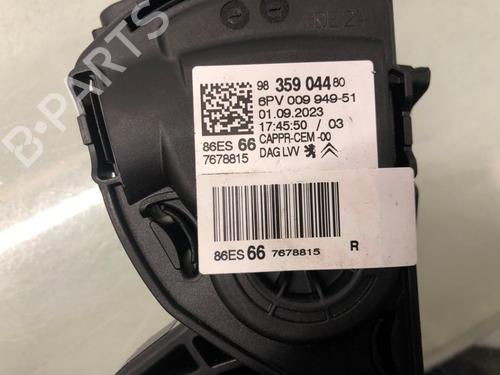 B-PARTS
98 359 044 80
6PV 009 949-51
01.09.2023
17:45:50 / 03
86ES 66 CAPPR-CEM -00
7678815 DAG LVV
86ES 66 7678815 R